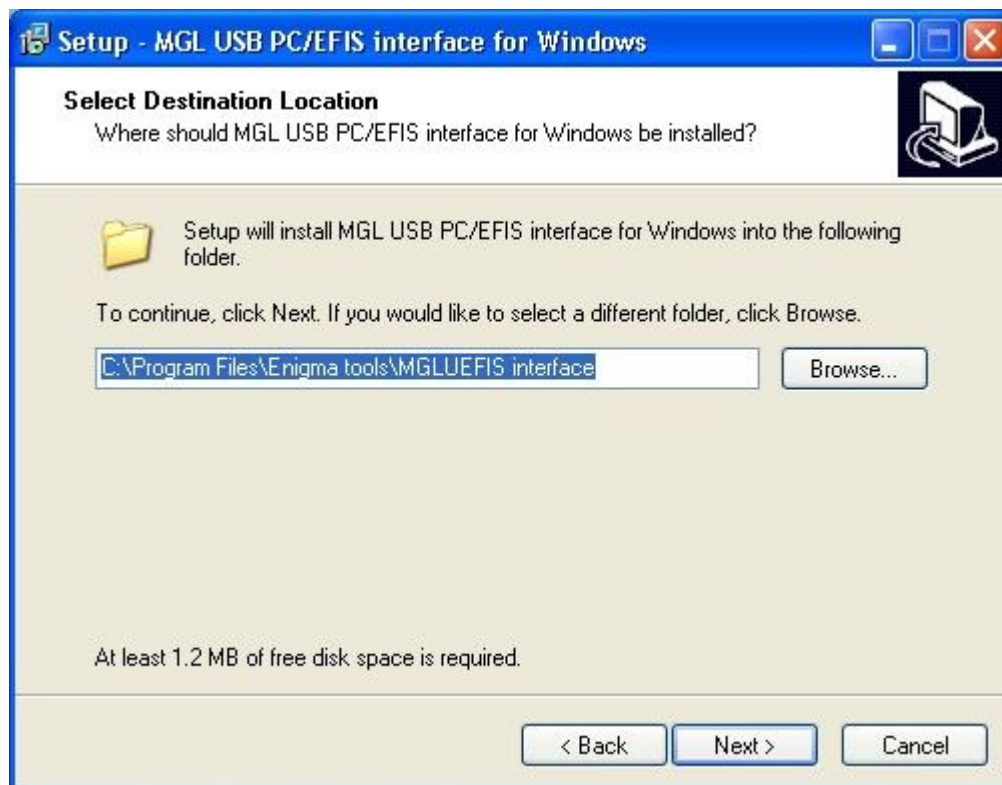 Setup - MGL USB PC/EFIS interface for Windows
Select Destination Location
Where should MGL USB PC/EFIS interface for Windows be installed?
Setup will install MGL USB PC/EFIS interface for Windows into the following
folder.
To continue, click Next. If you would like to select a different folder, click Browse.
C:\Program Files\Enigma tools\MGLUEFIS interface
Browse...
At least 1.2 MB of free disk space is required.
< Back
Next >
Cancel